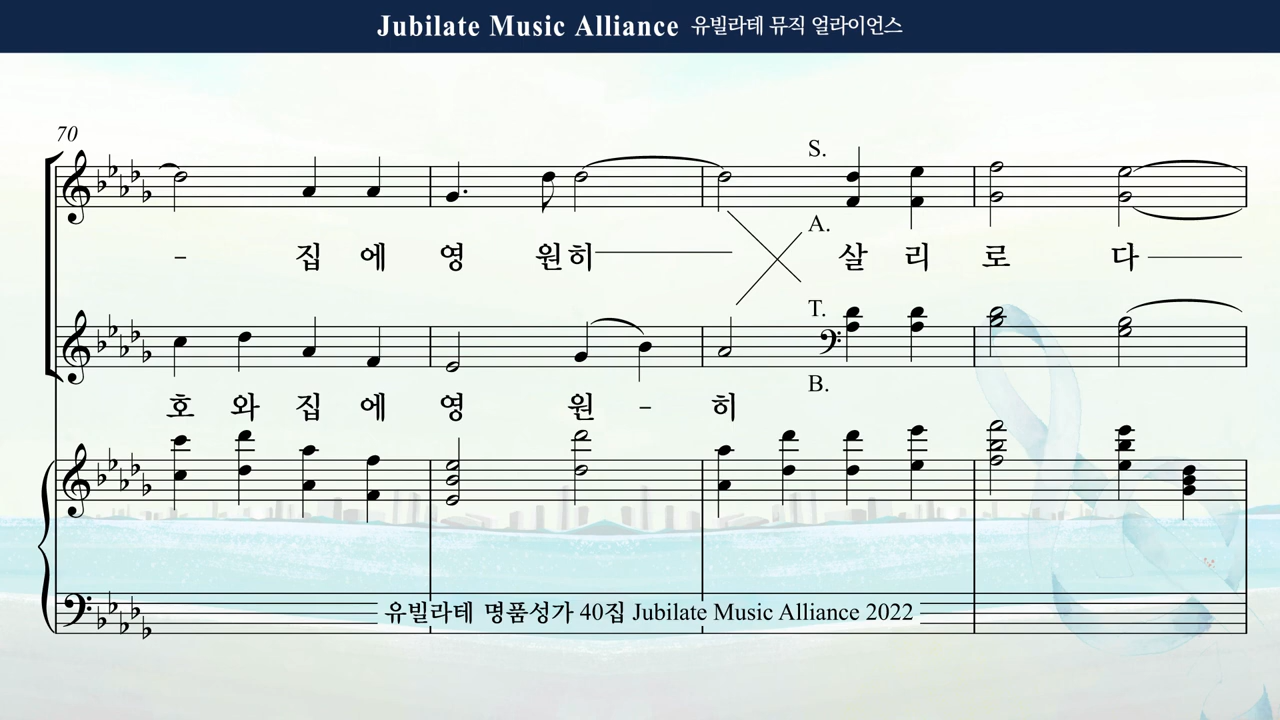 Jubilate Music Alliance 유빌라테 뮤직 얼라이언스
70
S.
A.
- 집 에 영 원 히 살 리 로 다
T.
B.
호 와 집 에 영 원 - 히
유빌라테 명품성가 40집 Jubilate Music Alliance 2022